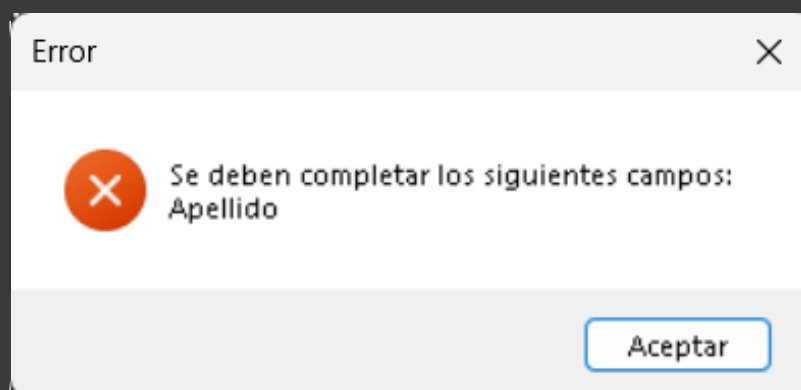 Error
Se deben completar los siguientes campos:
Apellido
Aceptar